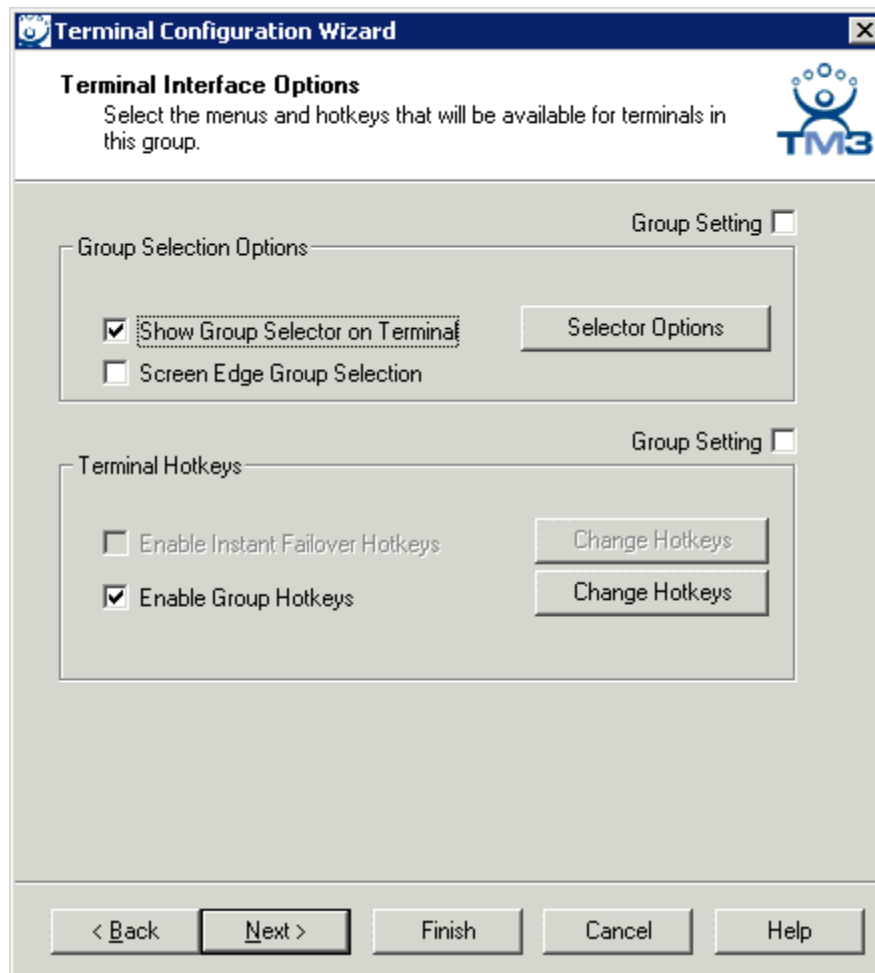 Terminal Configuration Wizard
Terminal Interface Options
Select the menus and hotkeys that will be available for terminals in
this group.
TM3
Group Setting
Group Selection Options
Show Group Selector on Terminal
Selector Options
Screen Edge Group Selection
Group Setting
Terminal Hotkeys
Enable Instant Failover Hotkeys
Change Hotkeys
Enable Group Hotkeys
Change Hotkeys
< Back
Next >
Finish
Cancel
Help